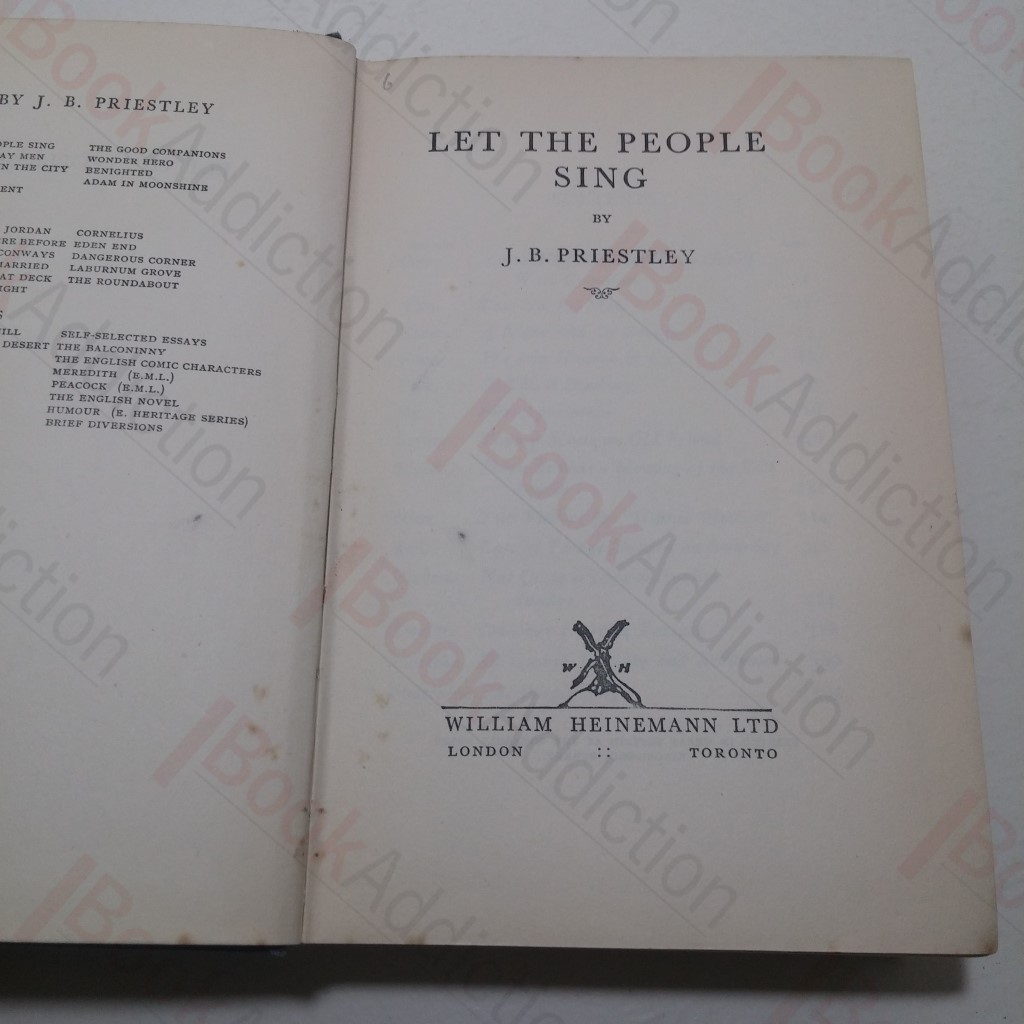 BY J. B. PRIESTLEY
OPLE SING THE GOOD COMPANIONS
AY MEN WONDER HERO
N THE CITY BENIGHTED
ADAM IN MOONSHINE
ENT
JORDAN CORNELIUS
RE BEFORE EDEN END
CONWAYS DANGEROUS CORNER
MARRIED LABURNUM GROVE
AT DECK THE ROUNDABOUT
IGHT
S
ILL SELF-SELECTED ESSAYS
DESERT THE BALCONINNY
THE ENGLISH COMIC CHARACTERS
MEREDITH (E.M.L.)
PEACOCK (E.M.L.)
THE ENGLISH NOVEL
HUMOUR (E. HERITAGE SERIES)
BRIEF DIVERSIONS
6
LET THE PEOPLE
SING
BY
J. B. PRIESTLEY
W H
WILLIAM HEINEMANN LTD
LONDON :: TORONTO
BookAddiction